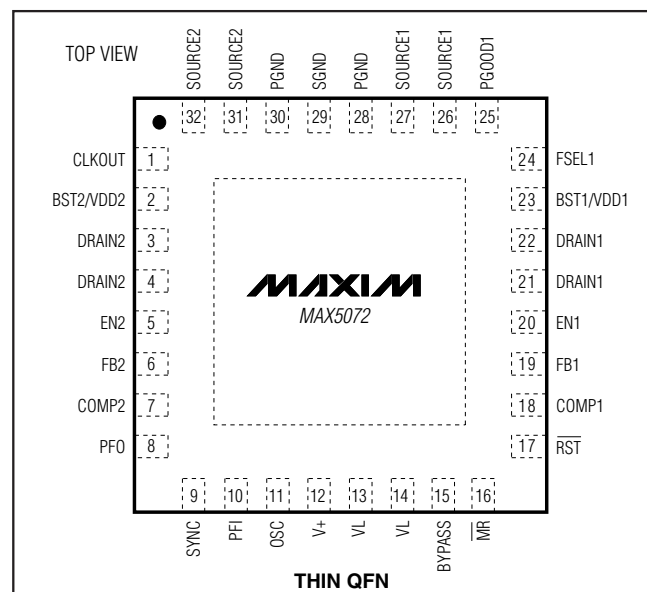 TOP VIEW
SOURCE2
SOURCE2
PGND
SGND
PGND
SOURCE1
SOURCE1
PGOOD1
32
31
30
29
28
27
26
25
CLKOUT 1
BST2/VDD2 2
DRAIN2 3
DRAIN2 4
EN2 5
FB2 6
COMP2 7
PFO 8
24 FSEL1
23 BST1/VDD1
22 DRAIN1
21 DRAIN1
20 EN1
19 FB1
18 COMP1
17 R̅S̅T̅
MAXIM
MAX5072
9
10
11
12
13
14
15
16
SYNC
PFI
OSC
V+
VL
VL
BYPASS
M̅R̅
THIN QFN